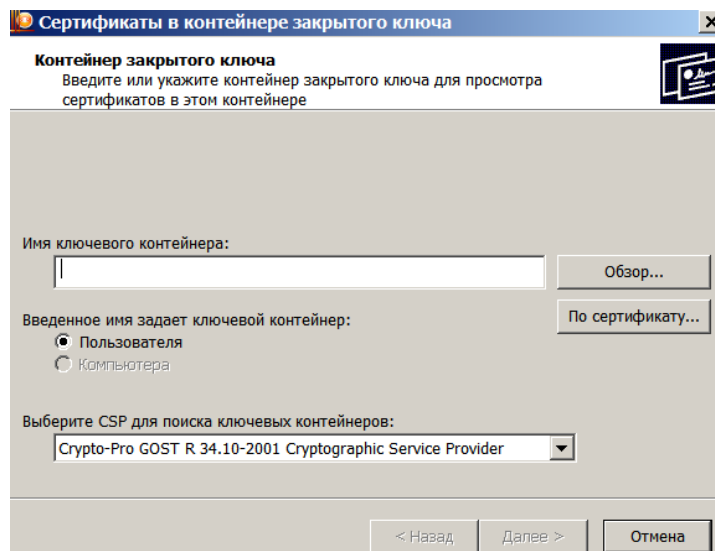 Сертификаты в контейнере закрытого ключа
Контейнер закрытого ключа
Введите или укажите контейнер закрытого ключа для просмотра
сертификатов в этом контейнере
Имя ключевого контейнера:
Обзор...
По сертификату...
Введенное имя задает ключевой контейнер:
Пользователя
Компьютера
Выберите CSP для поиска ключевых контейнеров:
Crypto-Pro GOST R 34.10-2001 Cryptographic Service Provider
< Назад
Далее >
Отмена